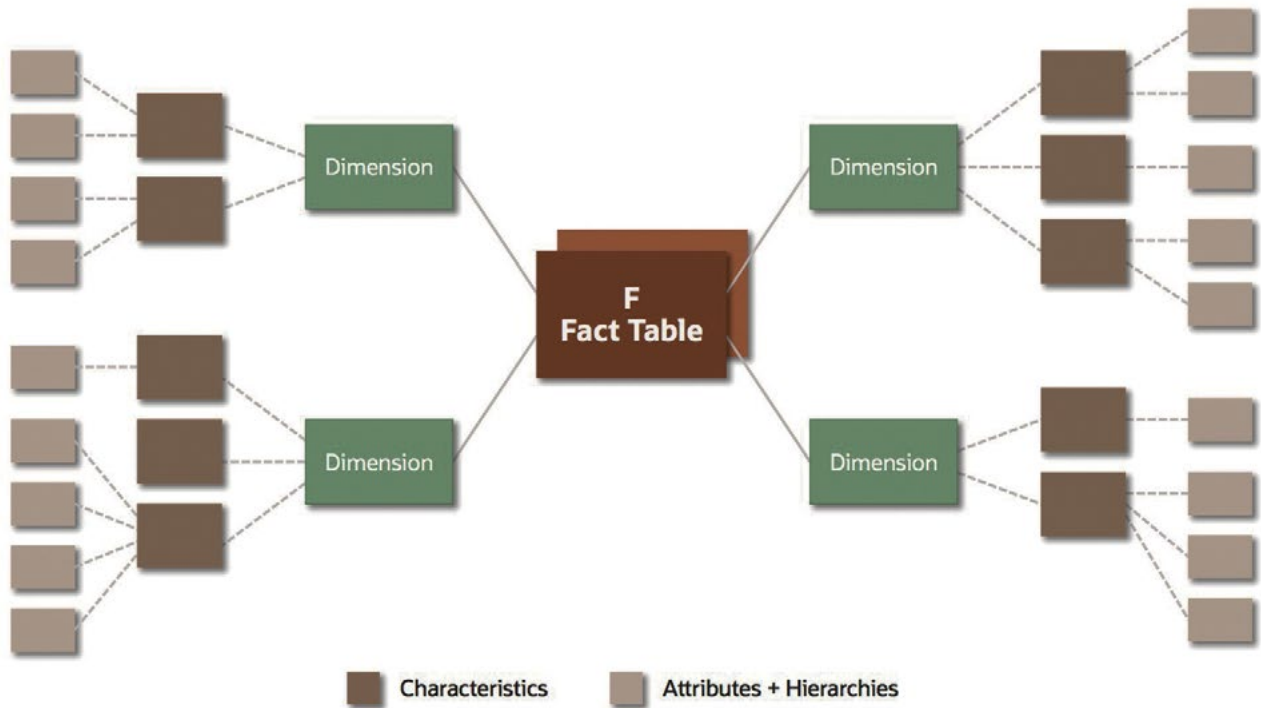 Dimension
Dimension
F
Fact Table
Dimension
Dimension
Characteristics
Attributes + Hierarchies